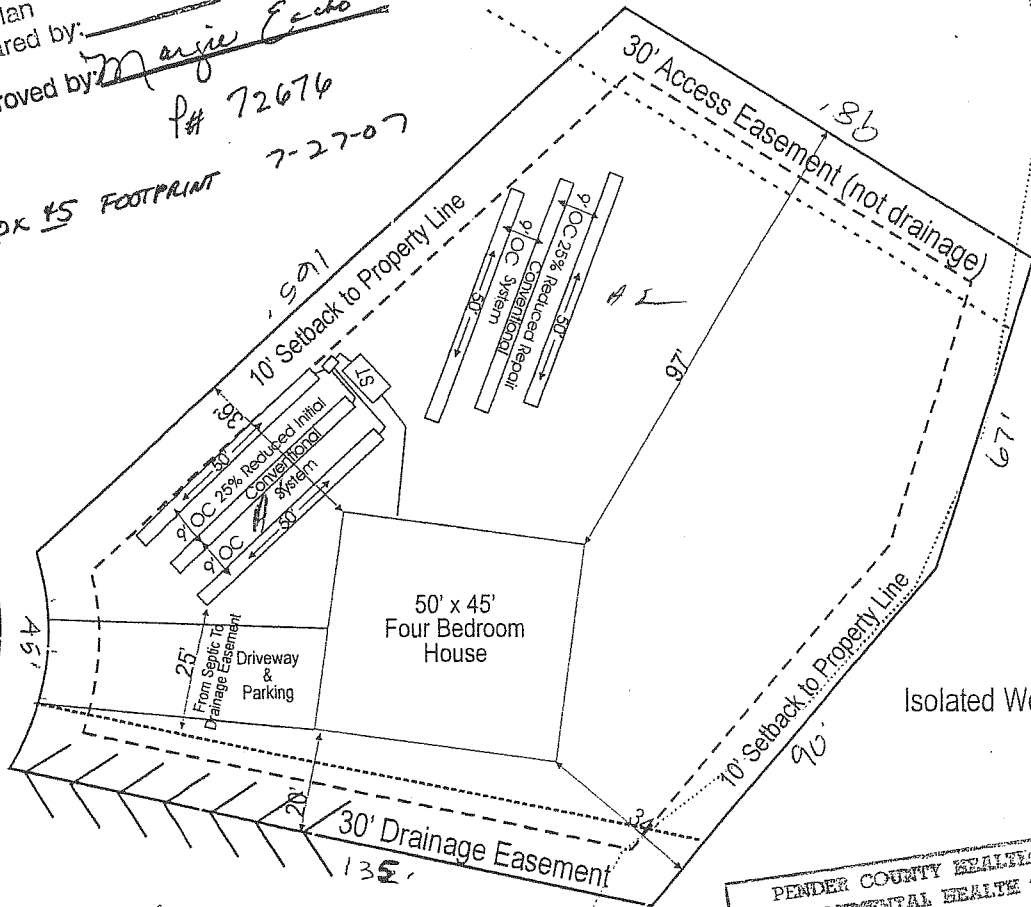 lan
ared by:
roved by: Margie
P# 72676
7-27-07
45 FOOTPRINT
30' Access Easement (not drainage)
10' Setback to Property Line
9' OC 25% Reduced Repair
9' OC Conventional
System
50'
50'
97'
ST
36'
50'
9' OC 25% Reduced Initial
Conventional
9' OC System
A
50'
50' x 45'
Four Bedroom
House
45'
25'
From Septic To
Drainage Easement
Driveway
&
Parking
20'
30' Drainage Easement
135'
34'
10' Setback to Property Line
90'
Isolated We
PENDER COUNTY HEALTH
MENTAL HEALTH